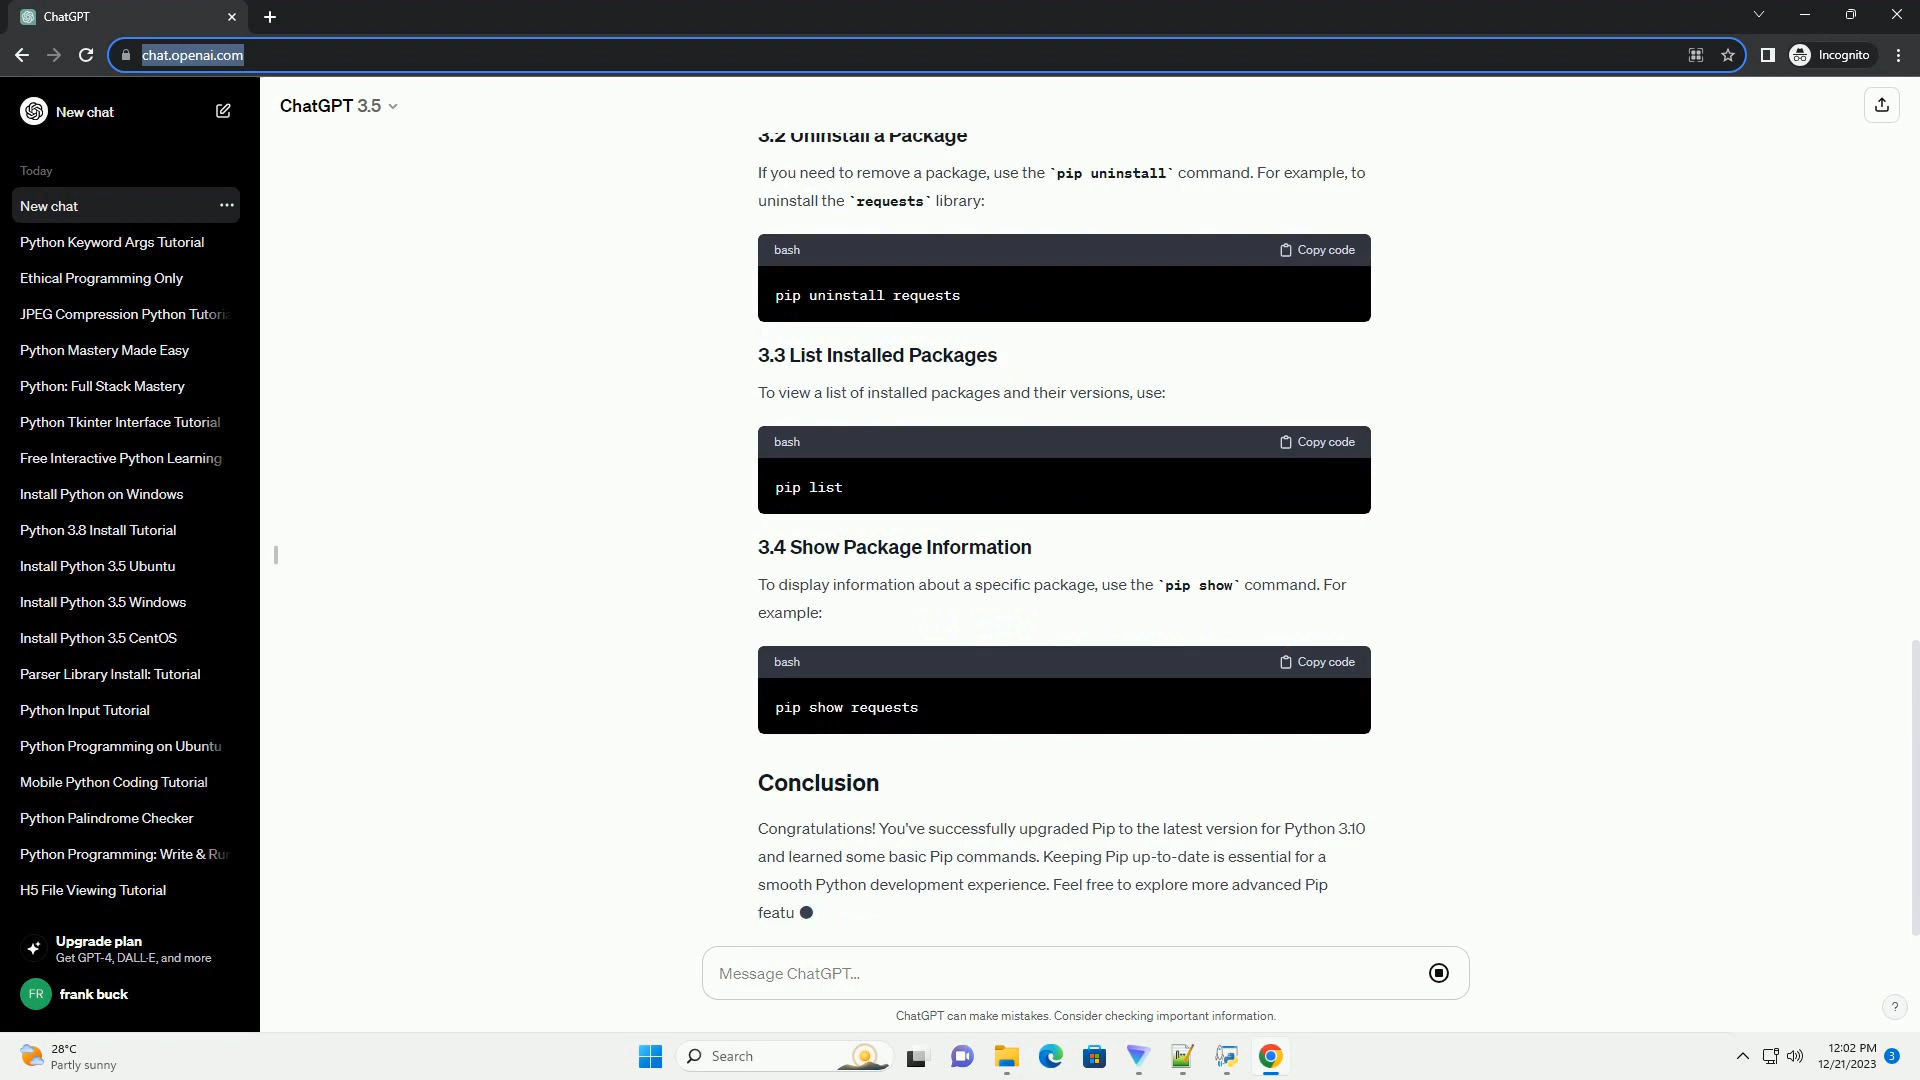 ChatGPT
chat.openai.com
Incognito
New chat
Today
New chat
Python Keyword Args Tutorial
Ethical Programming Only
JPEG Compression Python Tutoria
Python Mastery Made Easy
Python: Full Stack Mastery
Python Tkinter Interface Tutorial
Free Interactive Python Learning
Install Python on Windows
Python 3.8 Install Tutorial
Install Python 3.5 Ubuntu
Install Python 3.5 Windows
Install Python 3.5 CentOS
Parser Library Install: Tutorial
Python Input Tutorial
Python Programming on Ubuntu
Mobile Python Coding Tutorial
Python Palindrome Checker
Python Programming: Write & Run
H5 File Viewing Tutorial
Upgrade plan
Get GPT-4, DALL·E, and more
FR frank buck
ChatGPT 3.5
3.2 Uninstall a Package
If you need to remove a package, use the `pip uninstall` command. For example, to
uninstall the `requests` library:
bash Copy code
pip uninstall requests
3.3 List Installed Packages
To view a list of installed packages and their versions, use:
bash Copy code
pip list
3.4 Show Package Information
To display information about a specific package, use the `pip show` command. For
example:
bash Copy code
pip show requests
Conclusion
Congratulations! You've successfully upgraded Pip to the latest version for Python 3.10
and learned some basic Pip commands. Keeping Pip up-to-date is essential for a
smooth Python development experience. Feel free to explore more advanced Pip
featu
Message ChatGPT...
ChatGPT can make mistakes. Consider checking important information.
?
28°C
Partly sunny
Search
12:02 PM
12/21/2023
3